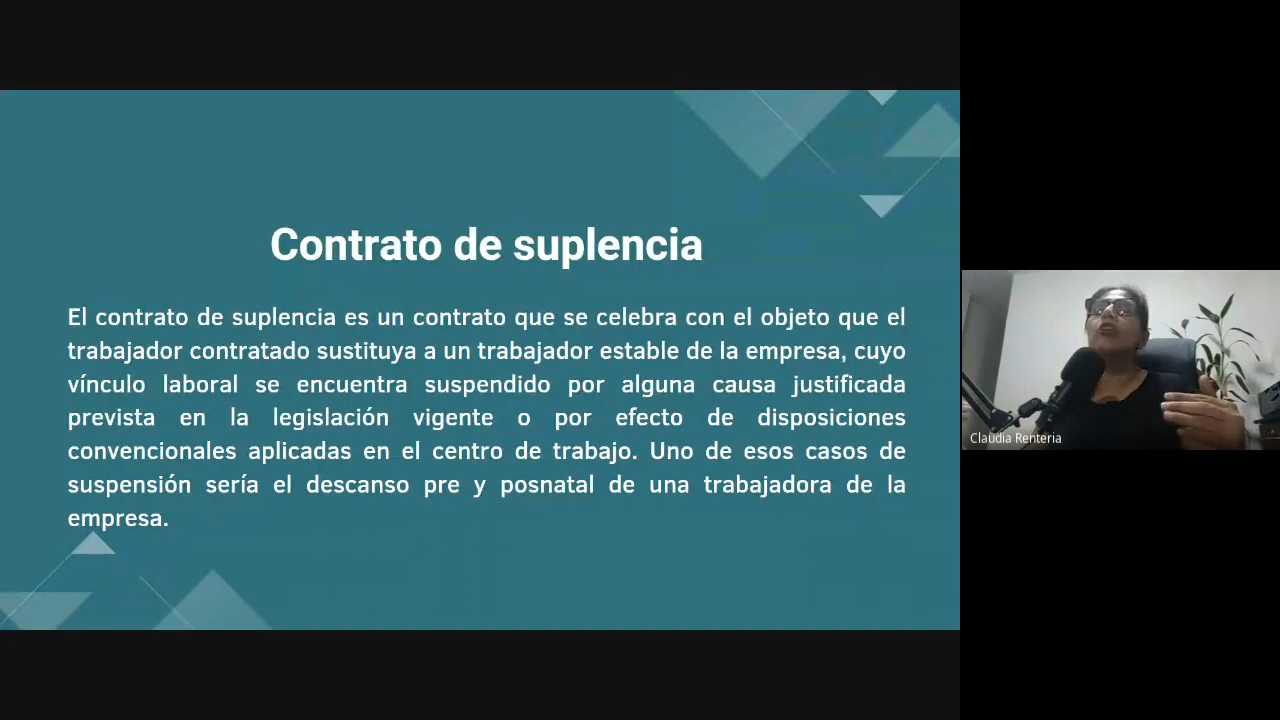 Contrato de suplencia
El contrato de suplencia es un contrato que se celebra con el objeto que el
trabajador contratado sustituya a un trabajador estable de la empresa, cuyo
vínculo laboral se encuentra suspendido por alguna causa justificada
prevista en la legislación vigente o por efecto de disposiciones
convencionales aplicadas en el centro de trabajo. Uno de esos casos de
suspensión sería el descanso pre y posnatal de una trabajadora de la
empresa.
Claudia Renteria